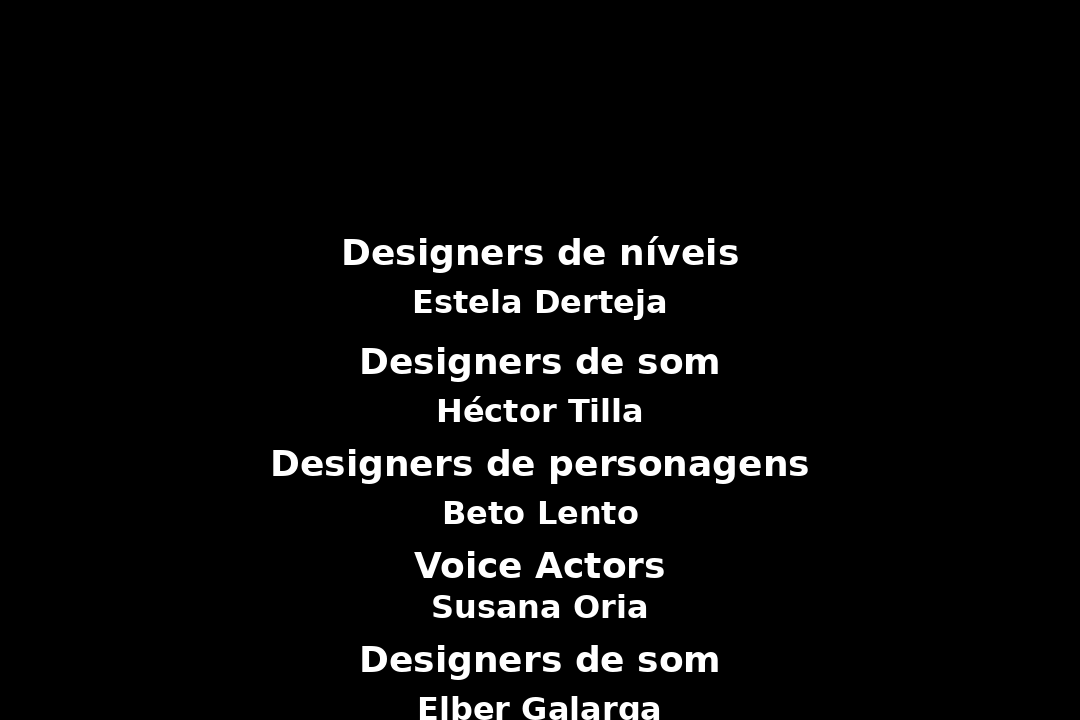 Designers de níveis
Estela Derteja
Designers de som
Héctor Tilla
Designers de personagens
Beto Lento
Voice Actors
Susana Oria
Designers de som
Elber Galarga